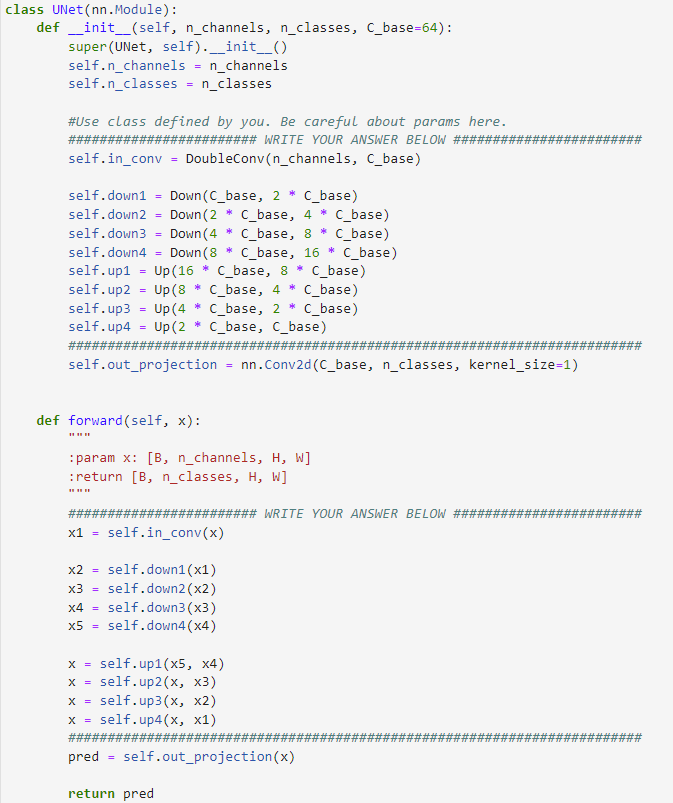 class UNet(nn.Module):
    def __init__(self, n_channels, n_classes, C_base=64):
        super(UNet, self).__init__()
        self.n_channels = n_channels
        self.n_classes = n_classes

        #Use class defined by you. Be careful about params here.
        ######################## WRITE YOUR ANSWER BELOW ########################
        self.in_conv = DoubleConv(n_channels, C_base)

        self.down1 = Down(C_base, 2 * C_base)
        self.down2 = Down(2 * C_base, 4 * C_base)
        self.down3 = Down(4 * C_base, 8 * C_base)
        self.down4 = Down(8 * C_base, 16 * C_base)
        self.up1 = Up(16 * C_base, 8 * C_base)
        self.up2 = Up(8 * C_base, 4 * C_base)
        self.up3 = Up(4 * C_base, 2 * C_base)
        self.up4 = Up(2 * C_base, C_base)
        #########################################################################
        self.out_projection = nn.Conv2d(C_base, n_classes, kernel_size=1)


    def forward(self, x):
        """
        :param x: [B, n_channels, H, W]
        :return [B, n_classes, H, W]
        """
        ######################## WRITE YOUR ANSWER BELOW ########################
        x1 = self.in_conv(x)

        x2 = self.down1(x1)
        x3 = self.down2(x2)
        x4 = self.down3(x3)
        x5 = self.down4(x4)

        x = self.up1(x5, x4)
        x = self.up2(x, x3)
        x = self.up3(x, x2)
        x = self.up4(x, x1)
        #########################################################################
        pred = self.out_projection(x)

        return pred